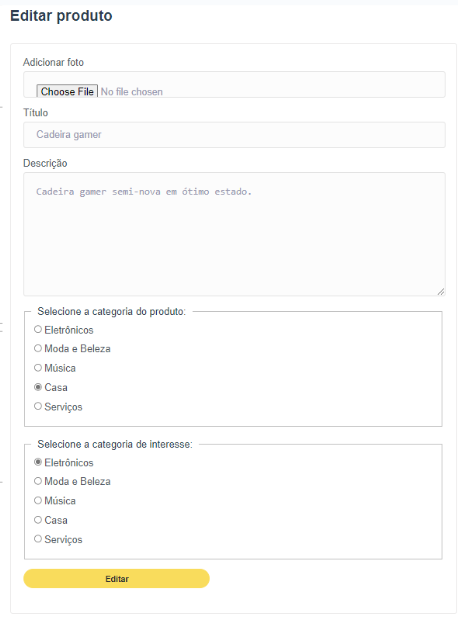 Editar produto
Adicionar foto
Choose File No file chosen
Título
Cadeira gamer
Descrição
Cadeira gamer semi-nova em ótimo estado.
Selecione a categoria do produto:
Eletrônicos
Moda e Beleza
Música
Casa
Serviços
Selecione a categoria de interesse:
Eletrônicos
Moda e Beleza
Música
Casa
Serviços
Editar